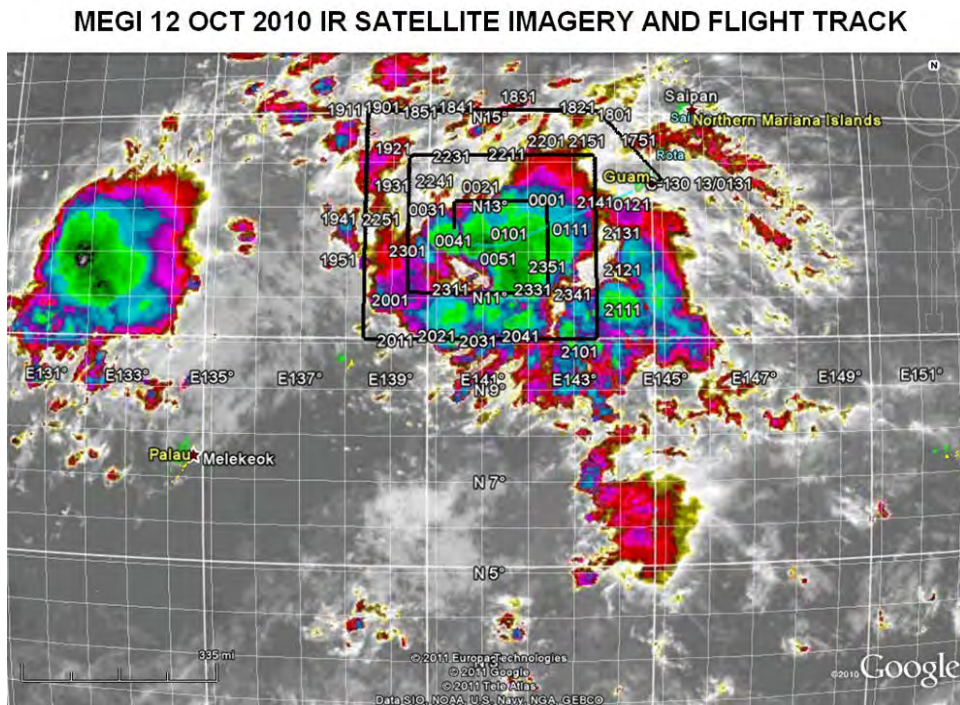 MEGI 12 OCT 2010 IR SATELLITE IMAGERY AND FLIGHT TRACK
N
1911 1901 1851 1841 1831 1821 1801 Saipan
N15°
Sai Northern Mariana Islands
1921 2231 2211 2201 2151 1751
Rota
1931 2241 0021 Guam 130 13/0131
1941 2251 0031 N13° 0001 2141 0121
0041 0101 0111 2131
1951 2301 0051 2351 2121
2001 2311 N11° 2331 2341 2111
2011 2021 2031 2041 2101
E131° E133° E135° E137° E139° E141° E143° E145° E147° E149° E151°
N 9°
Palau Melekeok
N 7°
N 5°
335 mi
© 2011 Europa Technologies
© 2011 Google
© 2011 Tele Atlas
Data SIO, NOAA, U.S. Navy, NGA, GEBCO
©2010 Google